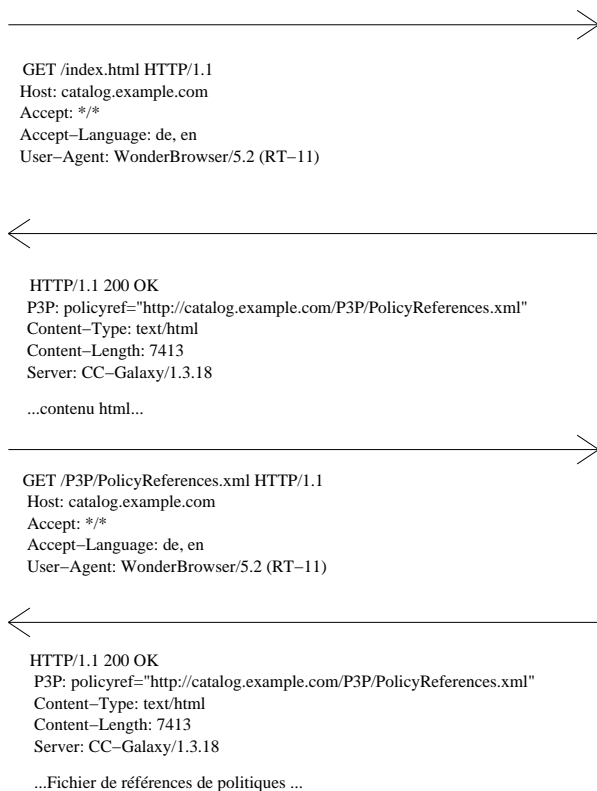 GET /index.html HTTP/1.1
Host: catalog.example.com
Accept: */*
Accept−Language: de, en
User−Agent: WonderBrowser/5.2 (RT−11)
HTTP/1.1 200 OK
P3P: policyref="http://catalog.example.com/P3P/PolicyReferences.xml"
Content−Type: text/html
Content−Length: 7413
Server: CC−Galaxy/1.3.18
...contenu html...
GET /P3P/PolicyReferences.xml HTTP/1.1
Host: catalog.example.com
Accept: */*
Accept−Language: de, en
User−Agent: WonderBrowser/5.2 (RT−11)
HTTP/1.1 200 OK
P3P: policyref="http://catalog.example.com/P3P/PolicyReferences.xml"
Content−Type: text/html
Content−Length: 7413
Server: CC−Galaxy/1.3.18
...Fichier de références de politiques ...